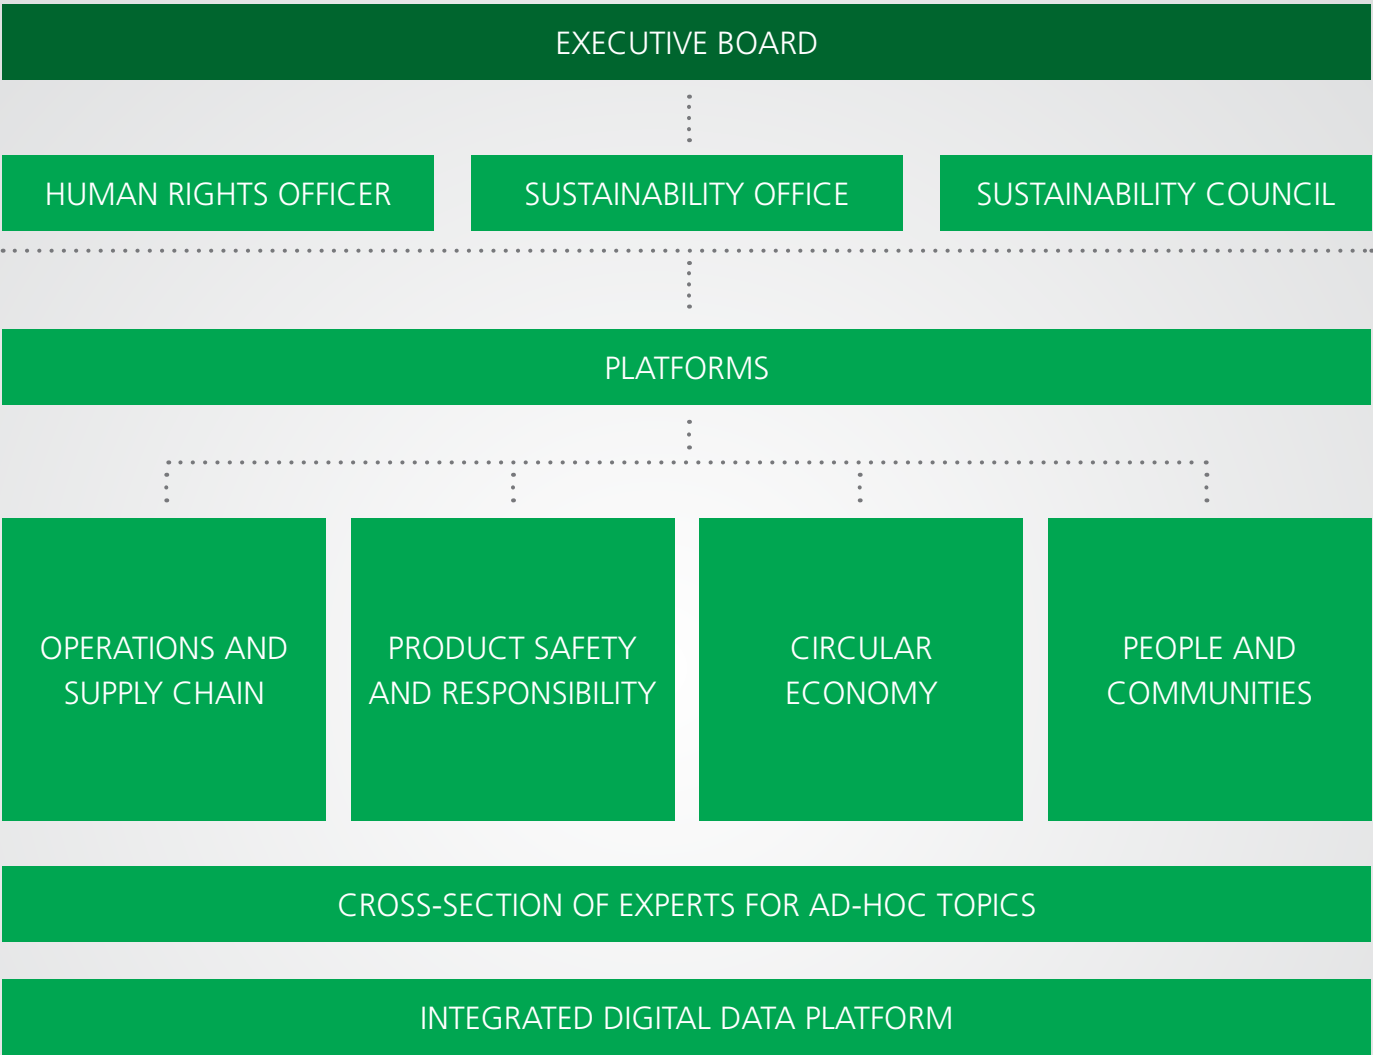 EXECUTIVE BOARD
HUMAN RIGHTS OFFICER
SUSTAINABILITY OFFICE
SUSTAINABILITY COUNCIL
PLATFORMS
OPERATIONS AND
SUPPLY CHAIN
PRODUCT SAFETY
AND RESPONSIBILITY
CIRCULAR
ECONOMY
PEOPLE AND
COMMUNITIES
CROSS-SECTION OF EXPERTS FOR AD-HOC TOPICS
INTEGRATED DIGITAL DATA PLATFORM